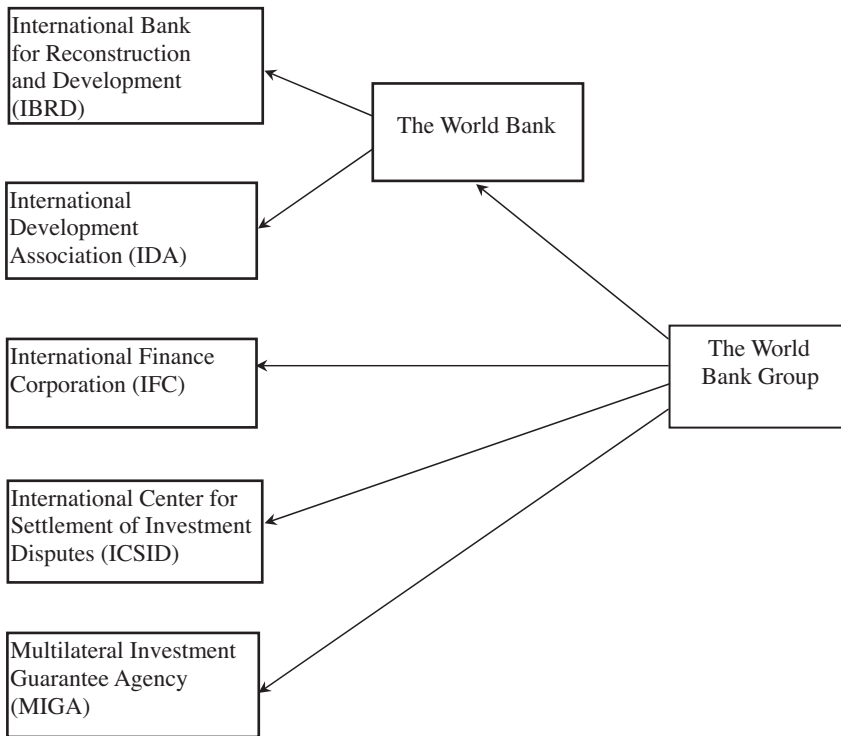 International Bank
for Reconstruction
and Development
(IBRD)
The World Bank
International
Development
Association (IDA)
International Finance
Corporation (IFC)
The World
Bank Group
International Center for
Settlement of Investment
Disputes (ICSID)
Multilateral Investment
Guarantee Agency
(MIGA)